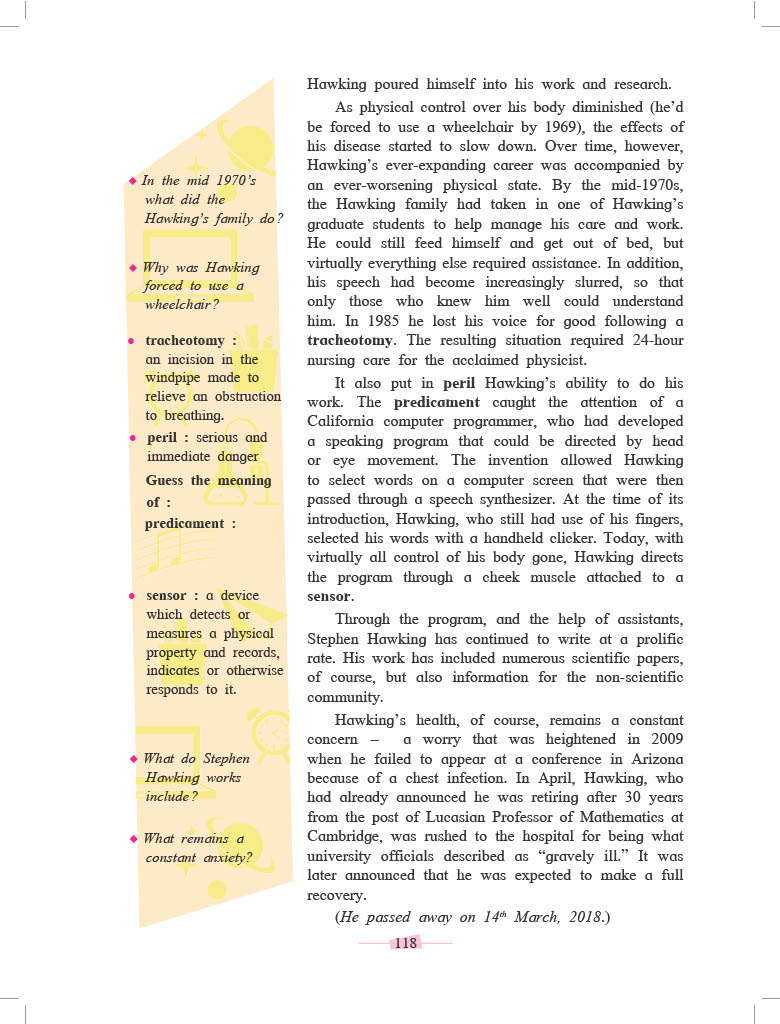 Hawking poured himself into his work and research.
As physical control over his body diminished (he'd
be forced to use a wheelchair by 1969), the effects of
his disease started to slow down. Over time, however,
Hawking's ever-expanding career was accompanied by
an ever-worsening physical state. By the mid-1970s,
the Hawking family had taken in one of Hawking's
graduate students to help manage his care and work.
He could still feed himself and get out of bed, but
virtually everything else required assistance. In addition,
his speech had become increasingly slurred, so that
only those who knew him well could understand
him. In 1985 he lost his voice for good following a
tracheotomy. The resulting situation required 24-hour
nursing care for the acclaimed physicist.
It also put in peril Hawking's ability to do his
work. The predicament caught the attention of a
California computer programmer, who had developed
a speaking program that could be directed by head
or eye movement. The invention allowed Hawking
to select words on a computer screen that were then
passed through a speech synthesizer. At the time of its
introduction, Hawking, who still had use of his fingers,
selected his words with a handheld clicker. Today, with
virtually all control of his body gone, Hawking directs
the program through a cheek muscle attached to a
sensor.
Through the program, and the help of assistants,
Stephen Hawking has continued to write at a prolific
rate. His work has included numerous scientific papers,
of course, but also information for the non-scientific
community.
Hawking's health, of course, remains a constant
concern – a worry that was heightened in 2009
when he failed to appear at a conference in Arizona
because of a chest infection. In April, Hawking, who
had already announced he was retiring after 30 years
from the post of Lucasian Professor of Mathematics at
Cambridge, was rushed to the hospital for being what
university officials described as “gravely ill.” It was
later announced that he was expected to make a full
recovery.
(He passed away on 14th March, 2018.)
◆ In the mid 1970's
what did the
Hawking's family do?
◆ Why was Hawking
forced to use a
wheelchair?
● tracheotomy :
an incision in the
windpipe made to
relieve an obstruction
to breathing.
● peril : serious and
immediate danger
Guess the meaning
of :
predicament :
● sensor : a device
which detects or
measures a physical
property and records,
indicates or otherwise
responds to it.
◆ What do Stephen
Hawking works
include?
◆ What remains a
constant anxiety?
118